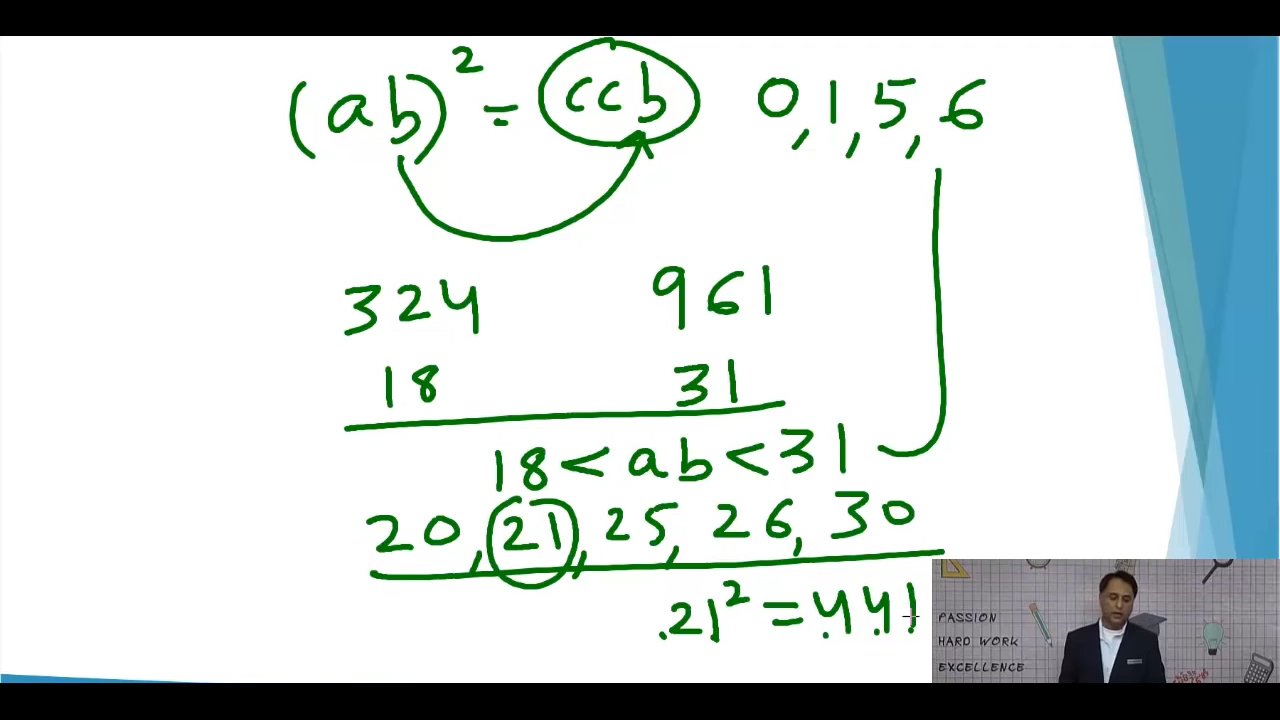 (ab)² = ccb 0, 1, 5, 6
324 961
18 31
18 < ab < 31
20, 21, 25, 26, 30
21² = 441
PASSION
HARD WORK
EXCELLENCE